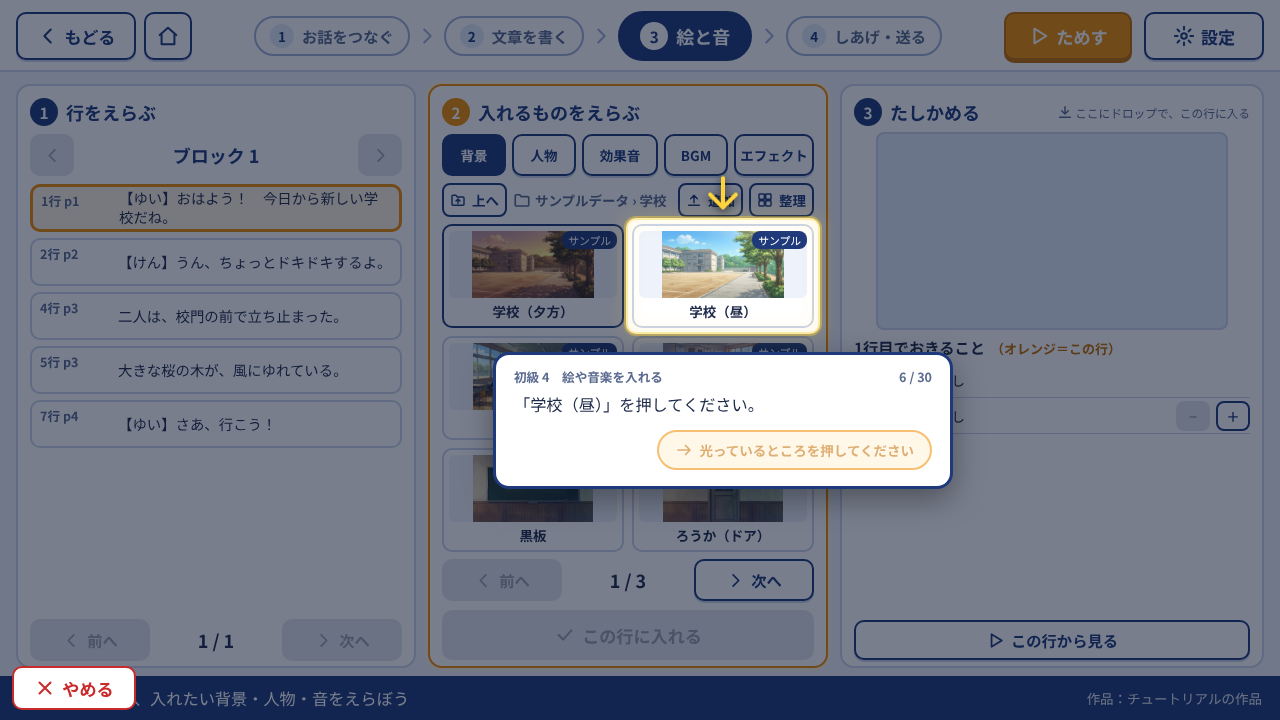 もどる
1 お話をつなぐ
2 文章を書く
3 絵と音
4 しあげ・送る
ためす
設定
1 行をえらぶ
ブロック 1
1行 p1
【ゆい】おはよう！　今日から新しい学
校だね。
2行 p2
【けん】うん、ちょっとドキドキするよ。
4行 p3
二人は、校門の前で立ち止まった。
5行 p3
大きな桜の木が、風にゆれている。
7行 p4
【ゆい】さあ、行こう！
前へ
1 / 1
次へ
2 入れるものをえらぶ
背景
人物
効果音
BGM
エフェクト
上へ
サンプルデータ › 学校
整理
サンプル
学校（夕方）
サンプル
学校（昼）
初級 4　絵や音楽を入れる
6 / 30
「学校（昼）」を押してください。
光っているところを押してください
黒板
ろうか（ドア）
前へ
1 / 3
次へ
この行に入れる
3 たしかめる
ここにドロップで、この行に入る
1行目でおきること （オレンジ＝この行）
し
し
この行から見る
やめる
、入れたい背景・人物・音をえらぼう
作品：チュートリアルの作品